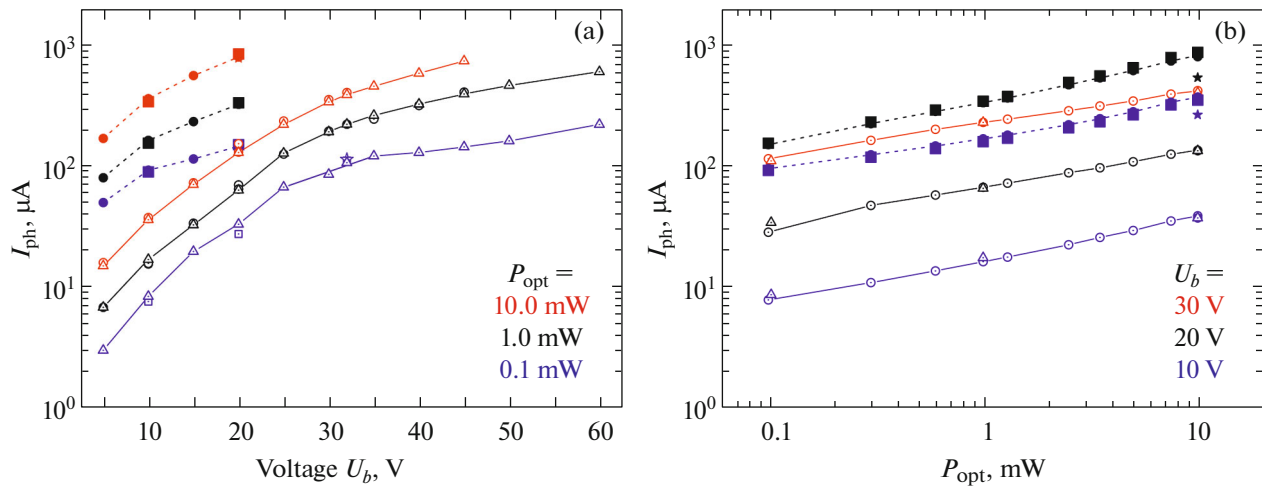 10³
(a)
10²
10¹
10⁰
I_ph, μA
P_opt =
10.0 mW
1.0 mW
0.1 mW
10 20 30 40 50 60
Voltage U_b, V
10³
(b)
10²
10¹
10⁰
I_ph, μA
U_b =
30 V
20 V
10 V
0.1 1 10
P_opt, mW